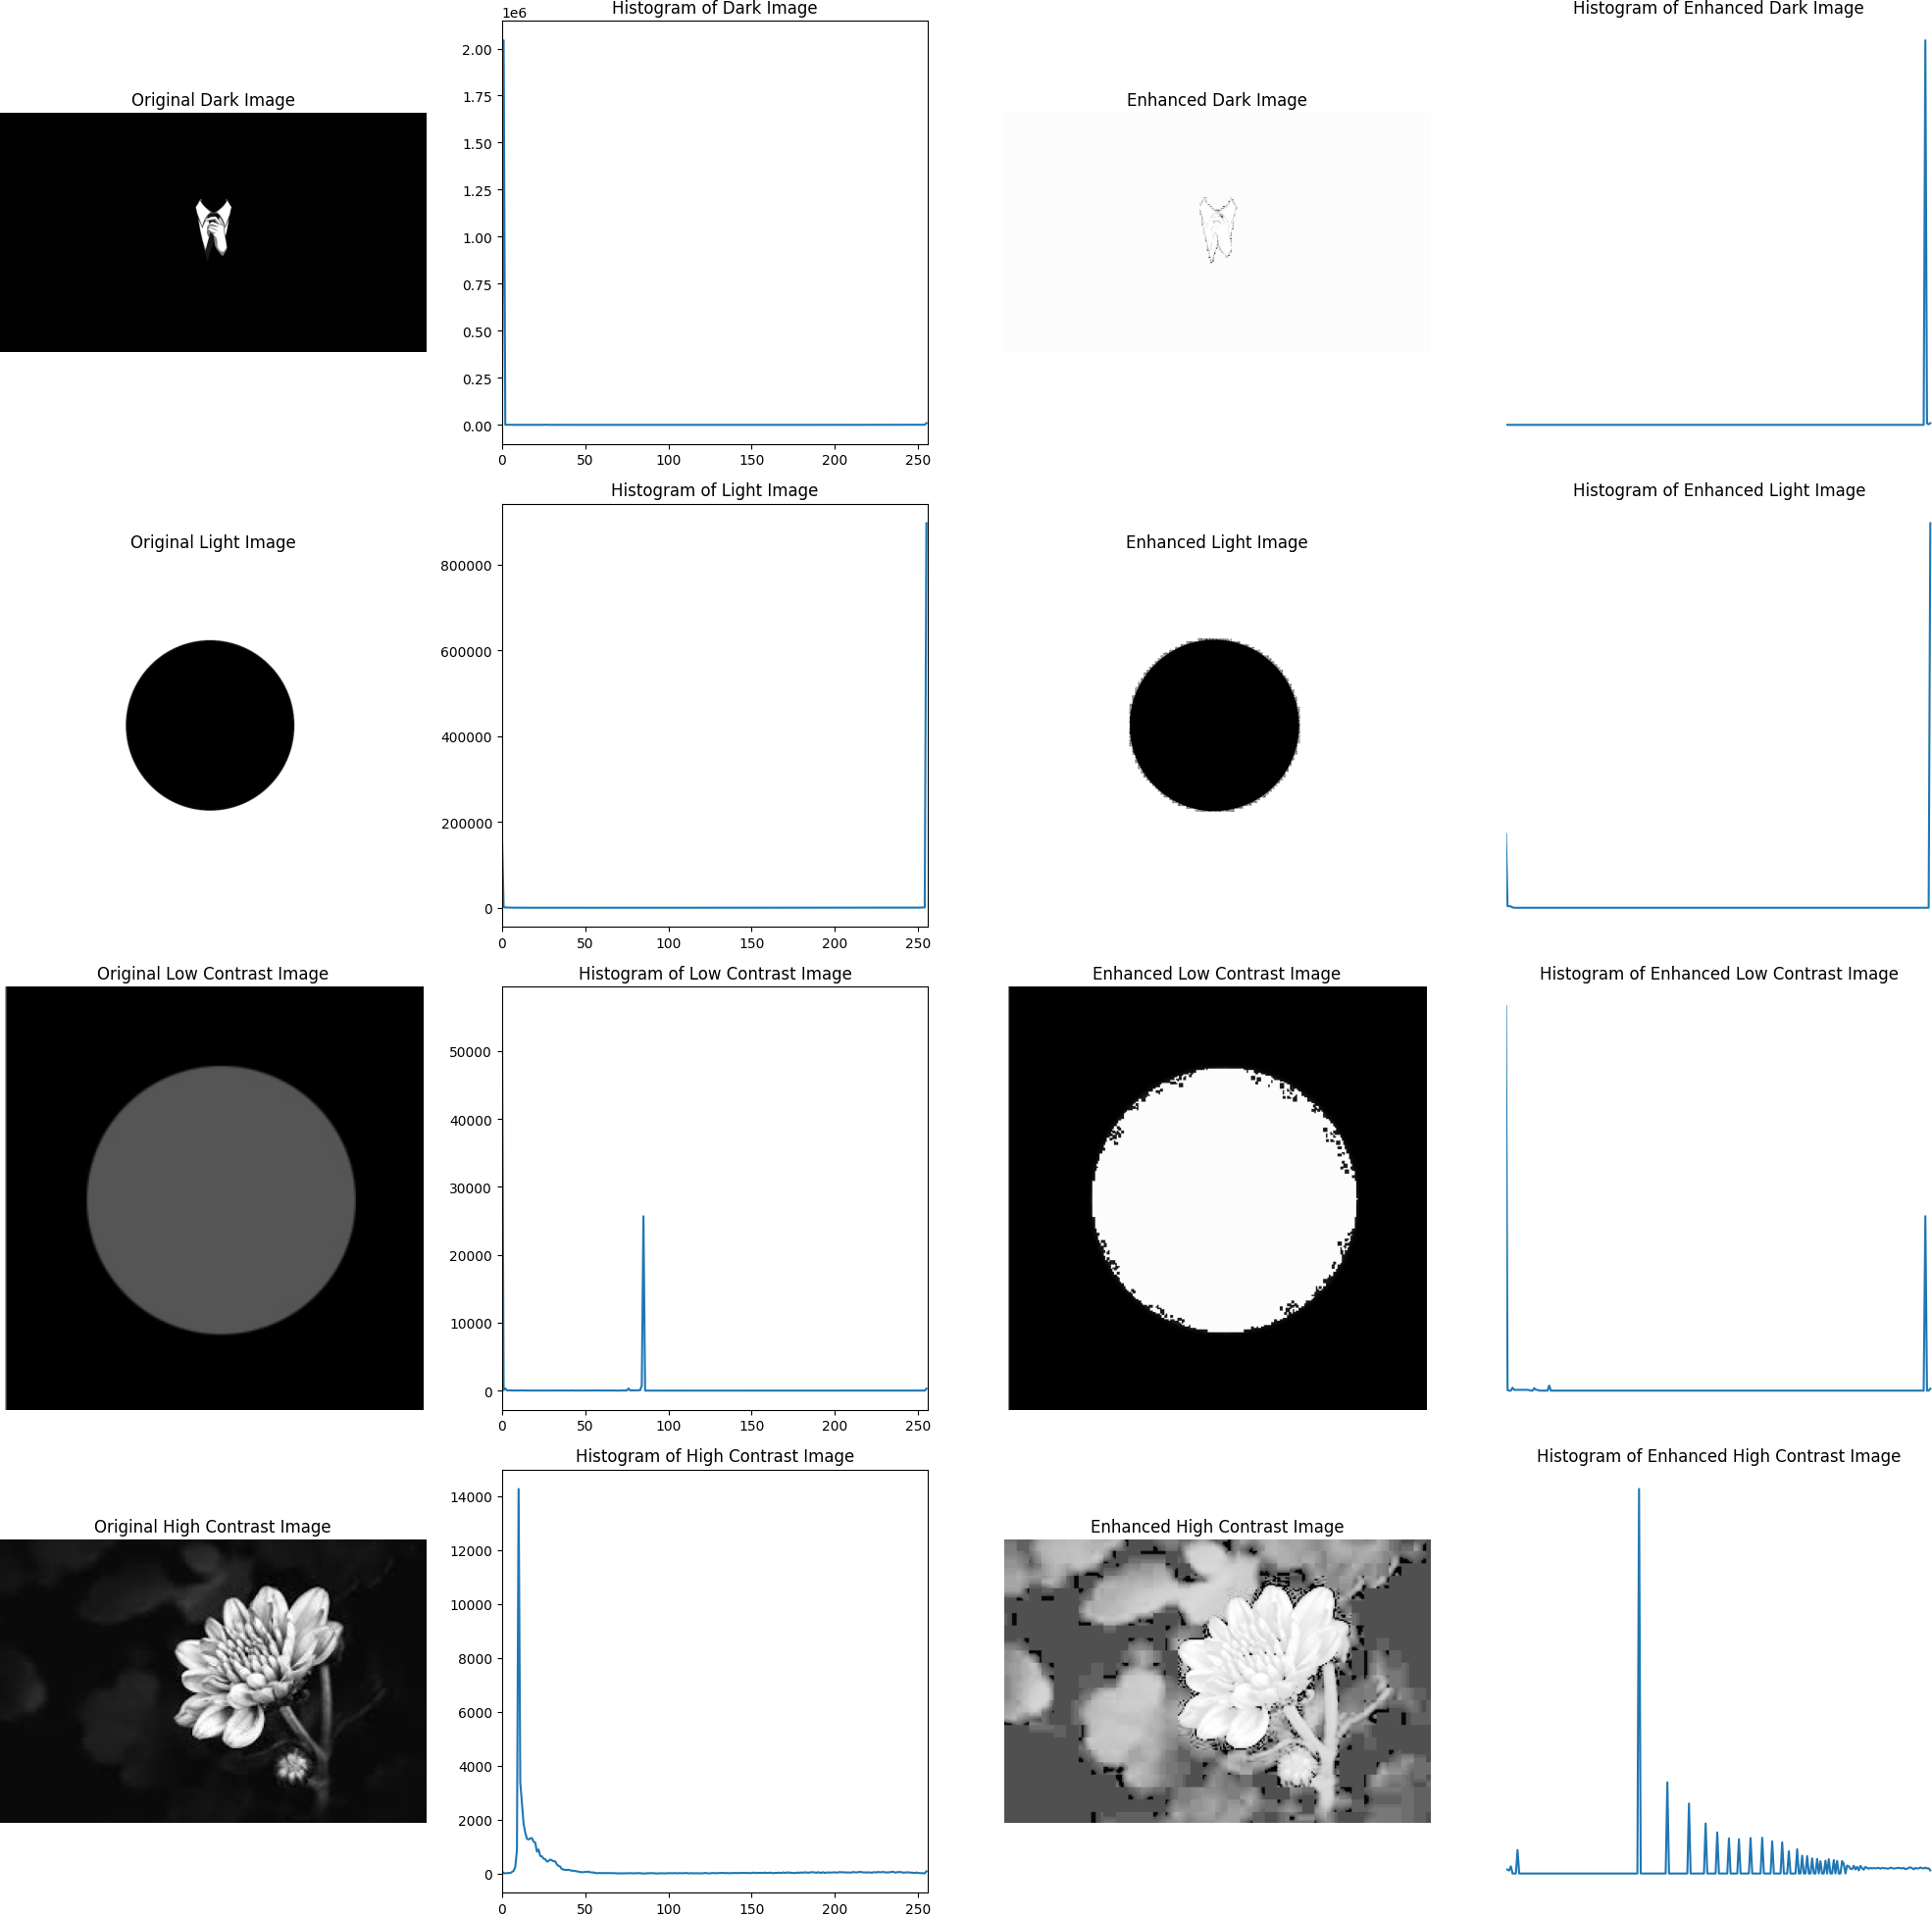 Histogram of Dark Image
Histogram of Enhanced Dark Image
1e6
Original Dark Image
Enhanced Dark Image
2.00
1.75
1.50
1.25
1.00
0.75
0.50
0.25
0.00
0 50 100 150 200 250
Histogram of Light Image
Histogram of Enhanced Light Image
Original Light Image
Enhanced Light Image
800000
600000
400000
200000
0
0 50 100 150 200 250
Original Low Contrast Image
Histogram of Low Contrast Image
Enhanced Low Contrast Image
Histogram of Enhanced Low Contrast Image
50000
40000
30000
20000
10000
0
0 50 100 150 200 250
Histogram of High Contrast Image
Histogram of Enhanced High Contrast Image
Original High Contrast Image
Enhanced High Contrast Image
14000
12000
10000
8000
6000
4000
2000
0
0 50 100 150 200 250